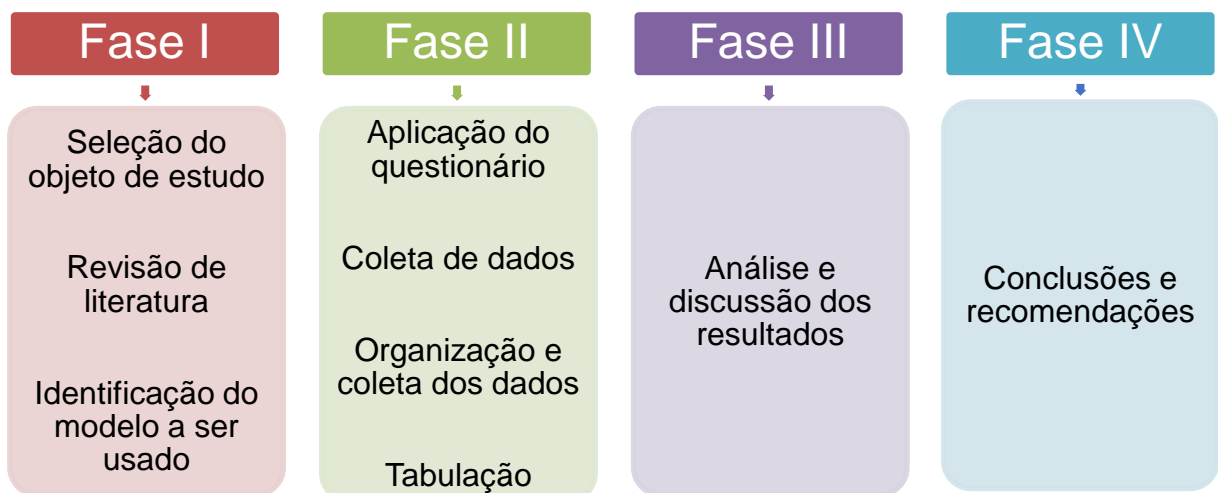 Fase I
Seleção do
objeto de estudo
Revisão de
literatura
Identificação do
modelo a ser
usado
Fase II
Aplicação do
questionário
Coleta de dados
Organização e
coleta dos dados
Tabulação
Fase III
Análise e
discussão dos
resultados
Fase IV
Conclusões e
recomendações